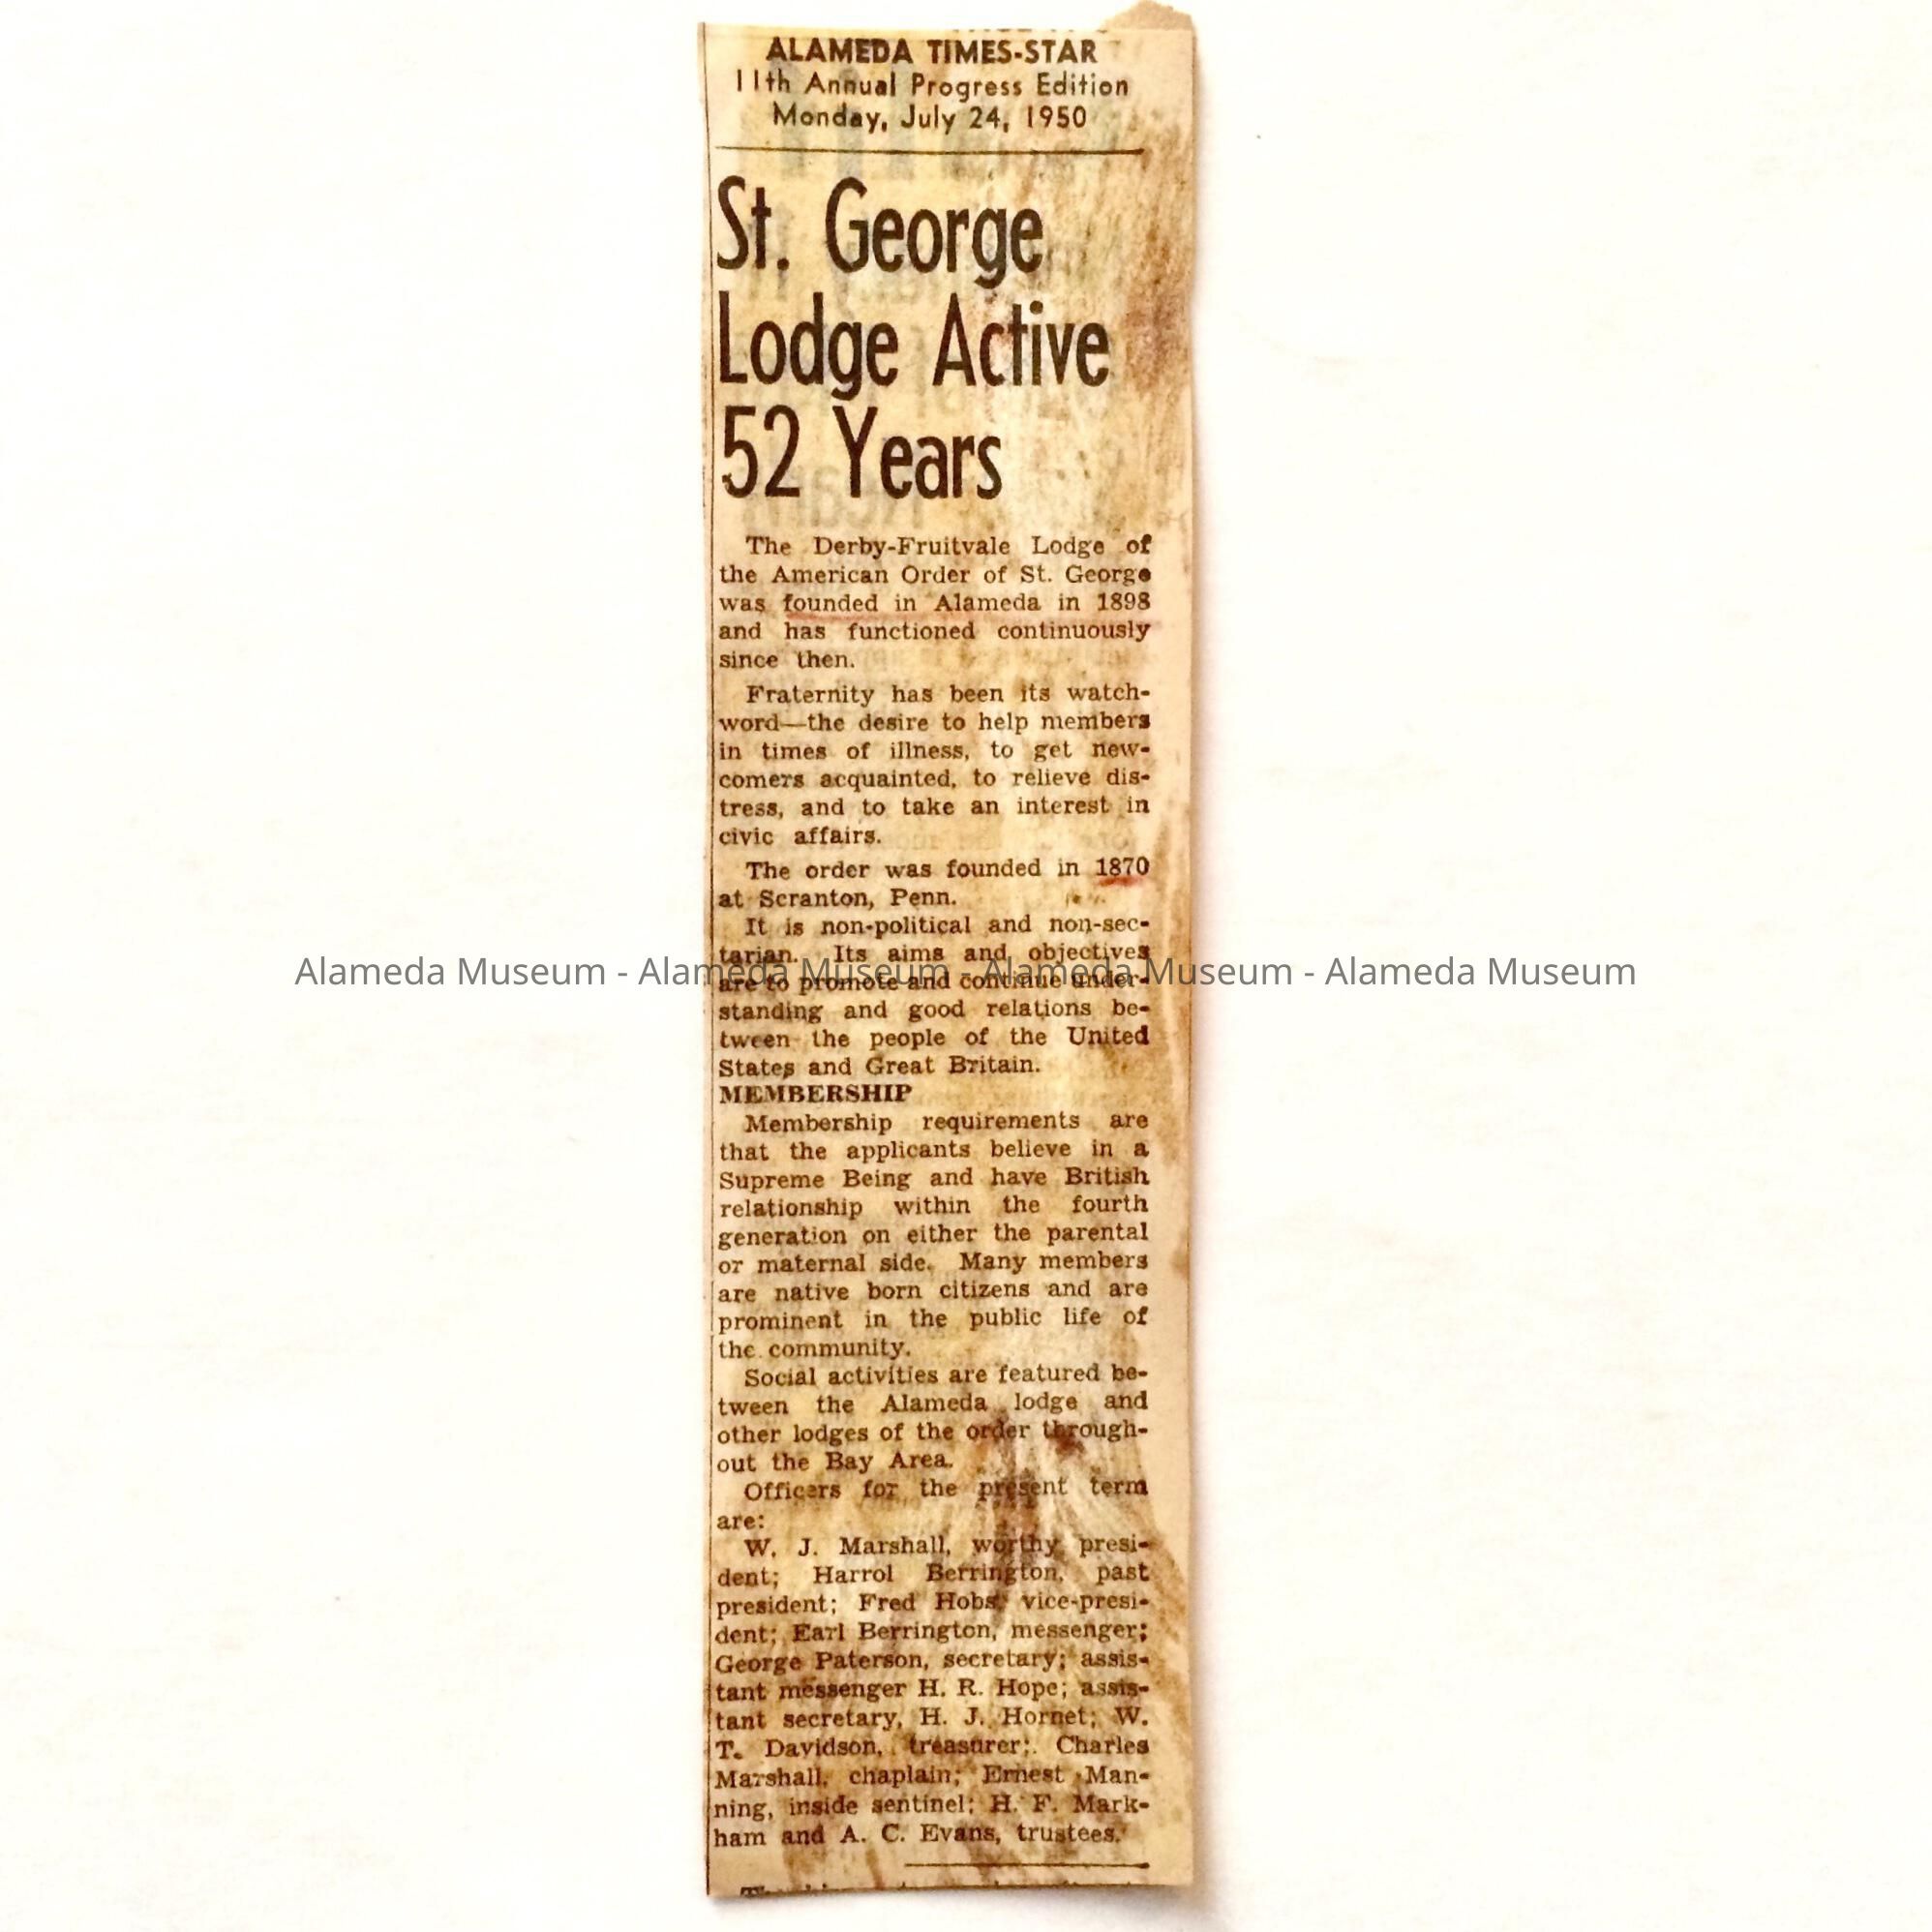 ALAMEDA TIMES-STAR
11th Annual Progress Edition
Monday, July 24, 1950
St. George
Lodge Active
52 Years
The Derby-Fruitvale Lodge of
the American Order of St. George
was founded in Alameda in 1898
and has functioned continuously
since then.
Fraternity has been its watch-
word—the desire to help members
in times of illness, to get new-
comers acquainted, to relieve dis-
tress, and to take an interest in
civic affairs.
The order was founded in 1870
at Scranton, Penn.
It is non-political and non-sec-
tarian. Its aims and objectives
Alameda Museum - Alameda Museum - Alameda Museum - Alameda Museum
are to promote and continue under-
standing and good relations be-
tween the people of the United
States and Great Britain.
MEMBERSHIP
Membership requirements are
that the applicants believe in a
Supreme Being and have British
relationship within the fourth
generation on either the parental
or maternal side. Many members
are native born citizens and are
prominent in the public life of
the community.
Social activities are featured be-
tween the Alameda lodge and
other lodges of the order through-
out the Bay Area.
Officers for the present term
are:
W. J. Marshall, worthy presi-
dent; Harrol Berrington, past
president; Fred Hobs, vice-presi-
dent; Earl Berrington, messenger;
George Paterson, secretary; assis-
tant messenger H. R. Hope; assis-
tant secretary, H. J. Hornet; W.
T. Davidson, treasurer; Charles
Marshall, chaplain; Ernest Man-
ning, inside sentinel; H. F. Mark-
ham and A. C. Evans, trustees.